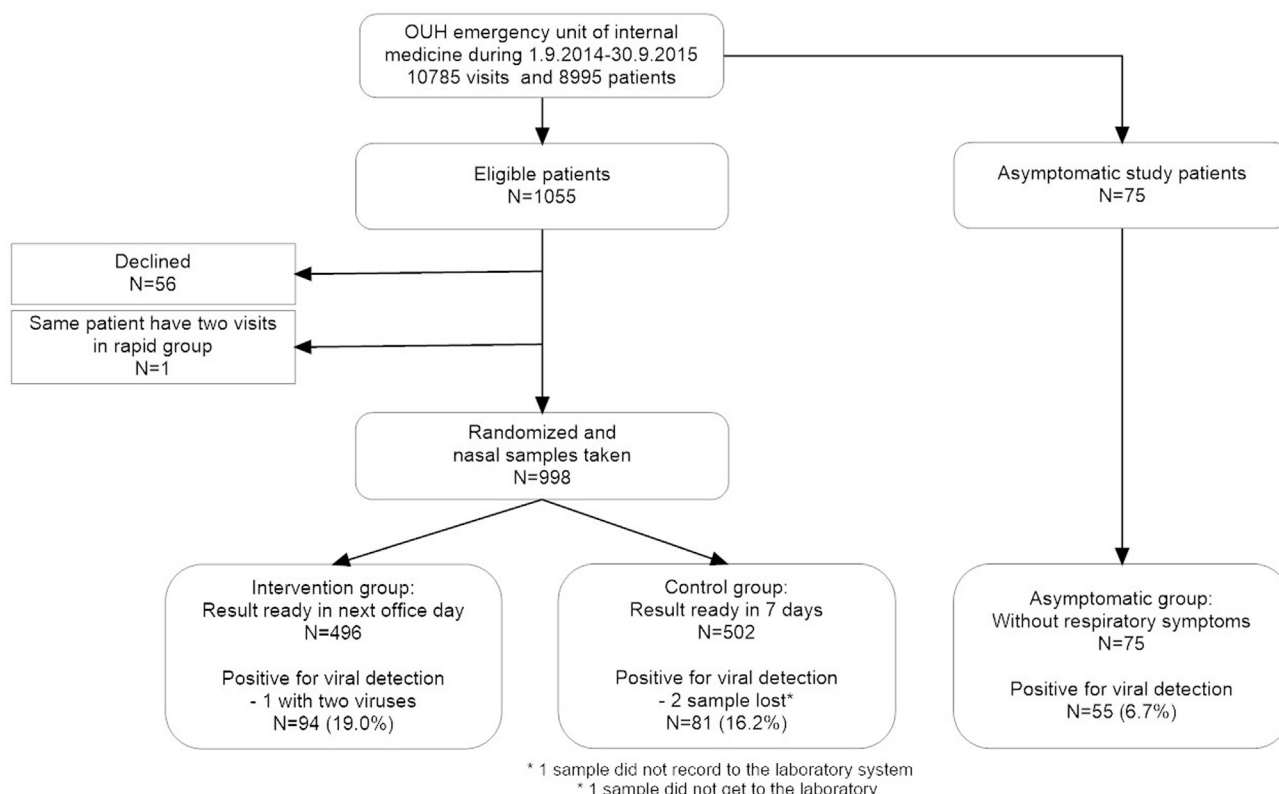 OUH emergency unit of internal
medicine during 1.9.2014-30.9.2015
10785 visits and 8995 patients
Eligible patients
N=1055
Asymptomatic study patients
N=75
Declined
N=56
Same patient have two visits
in rapid group
N=1
Randomized and
nasal samples taken
N=998
Intervention group:
Result ready in next office day
N=496
Positive for viral detection
- 1 with two viruses
N=94 (19.0%)
Control group:
Result ready in 7 days
N=502
Positive for viral detection
- 2 sample lost*
N=81 (16.2%)
Asymptomatic group:
Without respiratory symptoms
N=75
Positive for viral detection
N=55 (6.7%)
* 1 sample did not record to the laboratory system
* 1 sample did not get to the laboratory